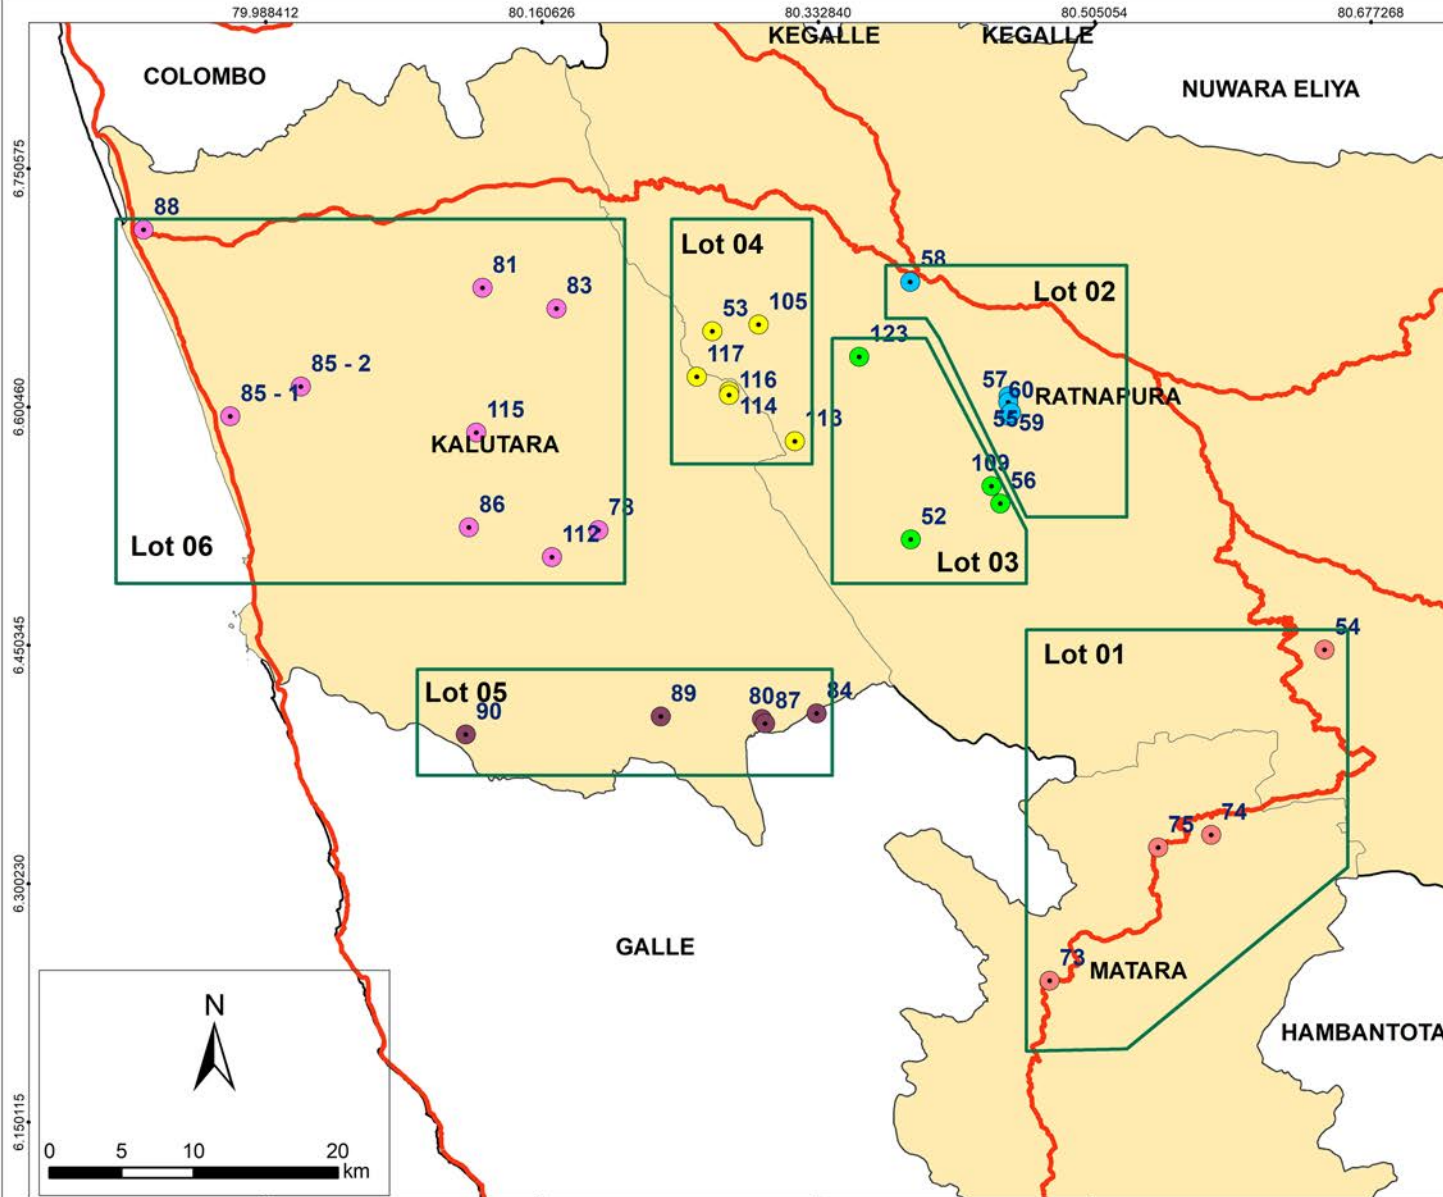 79.988412
80.160626
80.332840
80.505054
80.677268
KEGALLE
KEGALLE
COLOMBO
NUWARA ELIYA
6.750575
88
Lot 04
58
81
83
Lot 02
53
105
123
117
85 - 2
116
57
60
RATNAPURA
85 - 1
6.600460
114
55
59
115
113
KALUTARA
109
56
86
78
52
112
Lot 06
Lot 03
54
6.450345
Lot 01
Lot 05
89
80
87
84
90
75
74
6.300230
GALLE
73
MATARA
N
HAMBANTOTA
6.150115
0
5
10
20
km